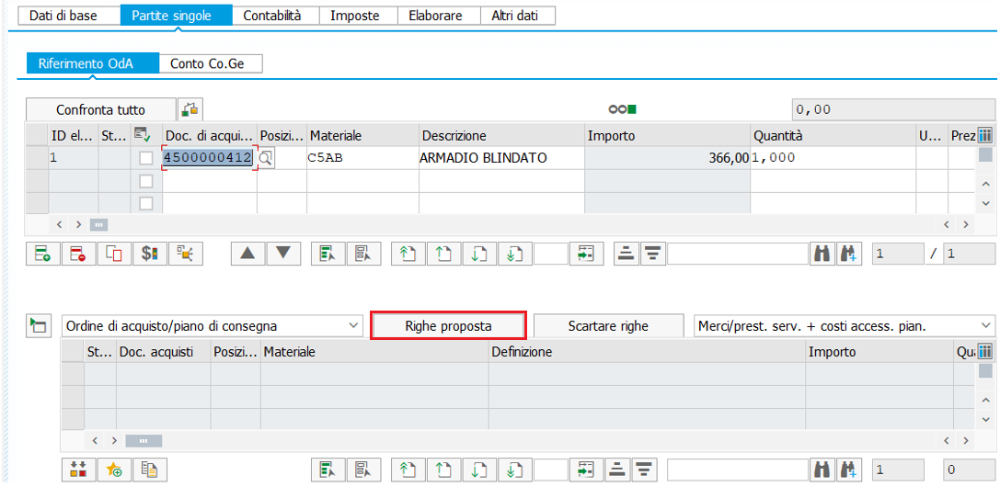 Dati di base Partite singole Contabilità Imposte Elaborare Altri dati
Riferimento OdA Conto Co.Ge
Confronta tutto 0,00
ID el... St... Doc. di acqui... Posizi... Materiale Descrizione Importo Quantità U... Prez
1 4500000412 C5AB ARMADIO BLINDATO 366,00 1,000
1 / 1
Ordine di acquisto/piano di consegna Righe proposta Scartare righe Merci/prest. serv. + costi access. pian.
St... Doc. acquisti Posizi... Materiale Definizione Importo Qu
1 0